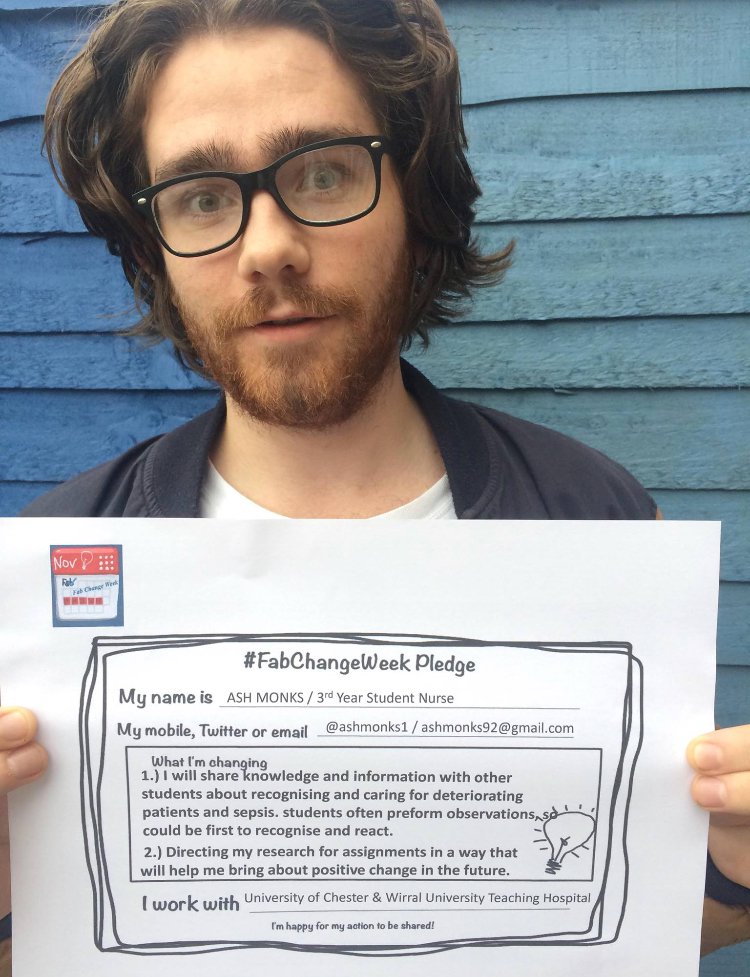 Nov
Fab
Fab Change Week
#FabChangeWeek Pledge
My name is ASH MONKS / 3rd Year Student Nurse
My mobile, Twitter or email @ashmonks1 / ashmonks92@gmail.com
What I'm changing
1.) I will share knowledge and information with other
students about recognising and caring for deteriorating
patients and sepsis. students often preform observations, so
could be first to recognise and react.
2.) Directing my research for assignments in a way that
will help me bring about positive change in the future.
I work with University of Chester & Wirral University Teaching Hospital
I'm happy for my action to be shared!